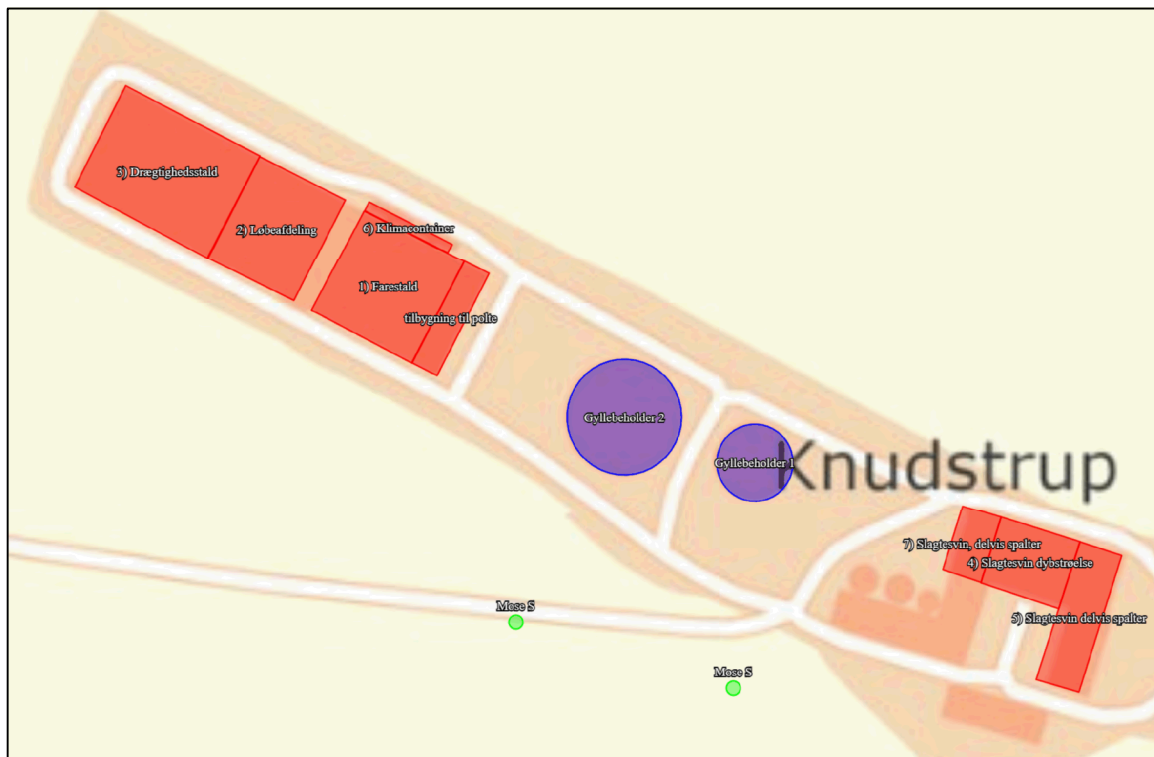 3) Drægtighedsstald
2) Løbeafdeling
6) Klimacontainer
1) Farestald
tilbygning til polte
Gyllebeholder 2
Gyllebeholder 1
Knudstrup
7) Slagtesvin, delvis spalter
4) Slagtesvin dybstrøelse
5) Slagtesvin delvis spalter
Mose S
Mose S